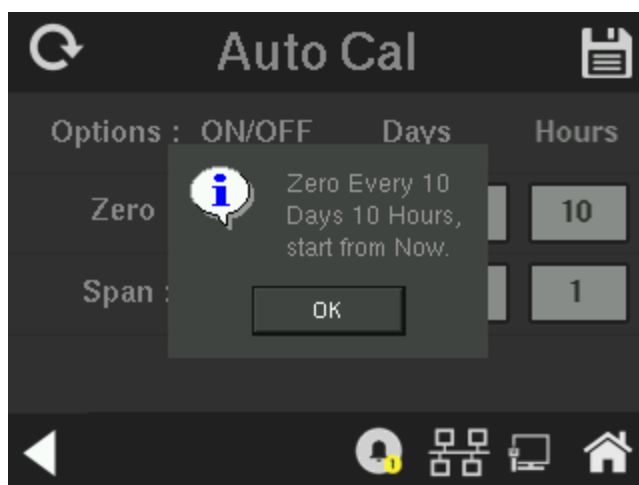 Auto Cal
Options : ON/OFF Days Hours
Zero 10
Span : 1
i
Zero Every 10
Days 10 Hours,
start from Now.
OK
1